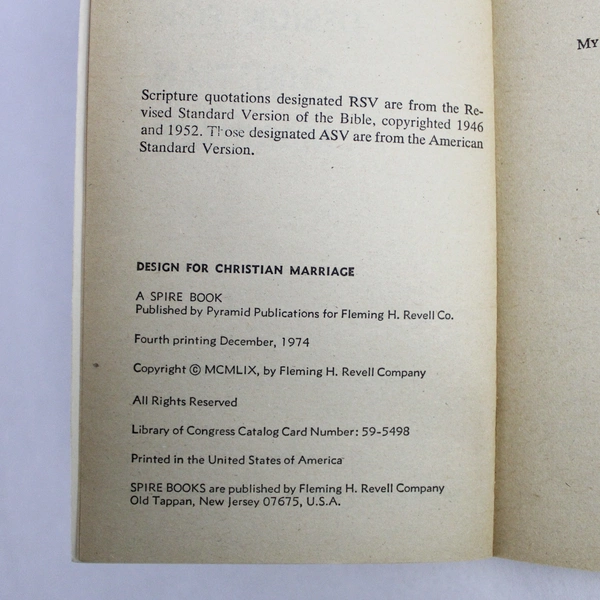 Scripture quotations designated RSV are from the Re-
vised Standard Version of the Bible, copyrighted 1946
and 1952. Those designated ASV are from the American
Standard Version.
DESIGN FOR CHRISTIAN MARRIAGE
A SPIRE BOOK
Published by Pyramid Publications for Fleming H. Revell Co.
Fourth printing December, 1974
Copyright © MCMLIX, by Fleming H. Revell Company
All Rights Reserved
Library of Congress Catalog Card Number: 59-5498
Printed in the United States of America
SPIRE BOOKS are published by Fleming H. Revell Company
Old Tappan, New Jersey 07675, U.S.A.
MY